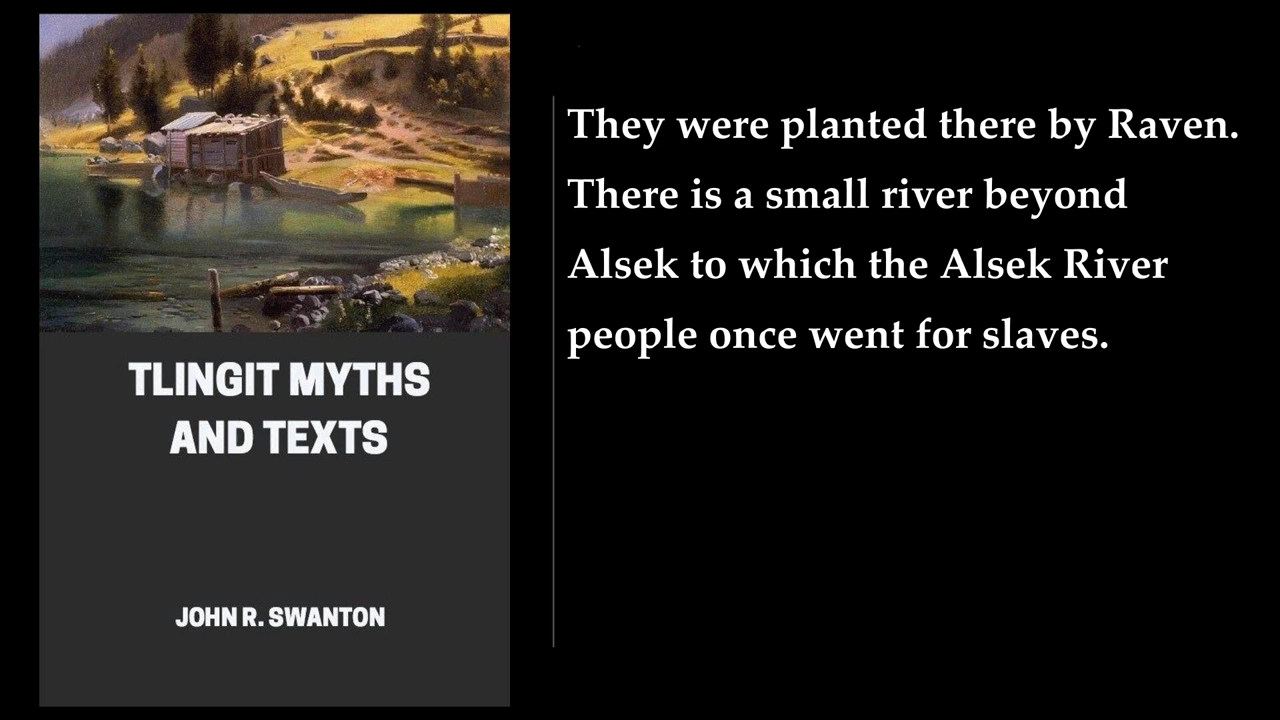 TLINGIT MYTHS
AND TEXTS
JOHN R. SWANTON
They were planted there by Raven.
There is a small river beyond
Alsek to which the Alsek River
people once went for slaves.